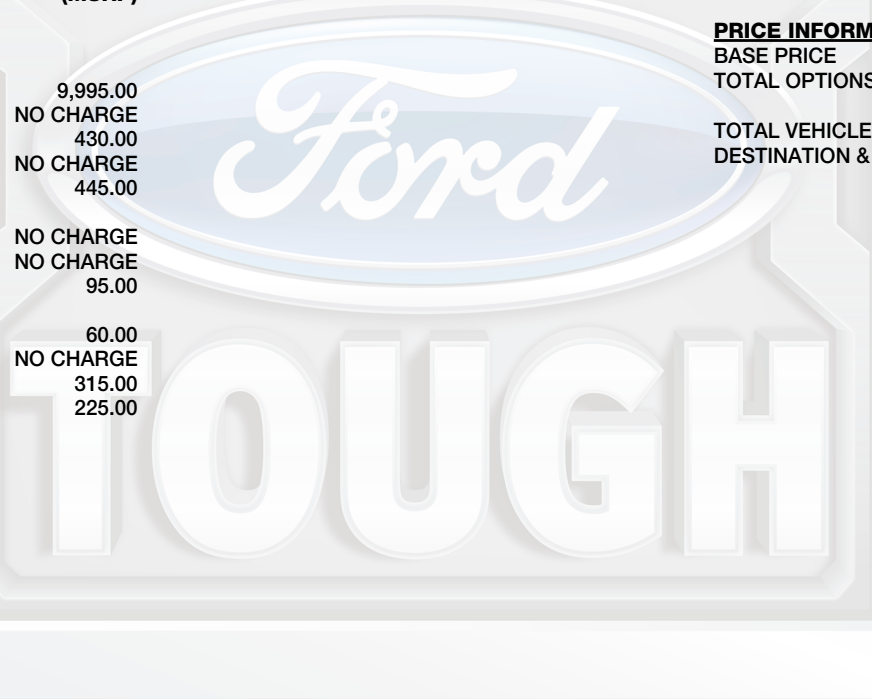 PRICE INFORM
BASE PRICE
TOTAL OPTIONS
TOTAL VEHICLE
DESTINATION &
9,995.00
NO CHARGE
430.00
NO CHARGE
445.00
NO CHARGE
NO CHARGE
95.00
60.00
NO CHARGE
315.00
225.00
Ford
TOUGH